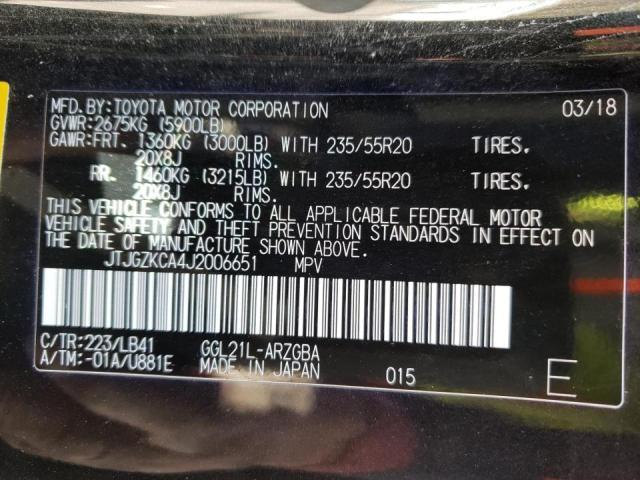 MFD.BY:TOYOTA MOTOR CORPORATION 03/18
GVWR:2675KG (5900LB)
GAWR:FRT. 1360KG (3000LB) WITH 235/55R20 TIRES.
20X8J RIMS.
RR. 1460KG (3215LB) WITH 235/55R20 TIRES.
20X8J RIMS.
THIS VEHICLE CONFORMS TO ALL APPLICABLE FEDERAL MOTOR
VEHICLE SAFETY AND THEFT PREVENTION STANDARDS IN EFFECT ON
THE DATE OF MANUFACTURE SHOWN ABOVE.
JTJGZKCA4J2006651 MPV
C/TR:223/LB41 GGL21L-ARZGBA
A/TM:-01A/U881E MADE IN JAPAN 015 E